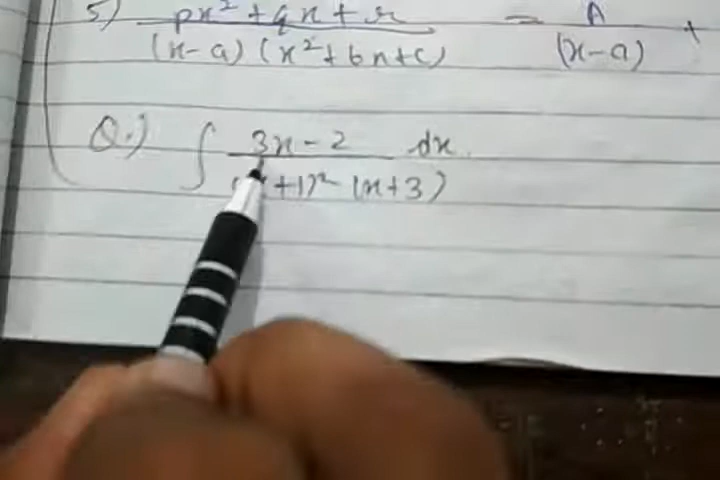 5) px² + qx + r / (x-a) (x²+bx+c) = A / (x-a) +
Q.) ∫ 3x - 2 / ( +1)² (x+3) dx